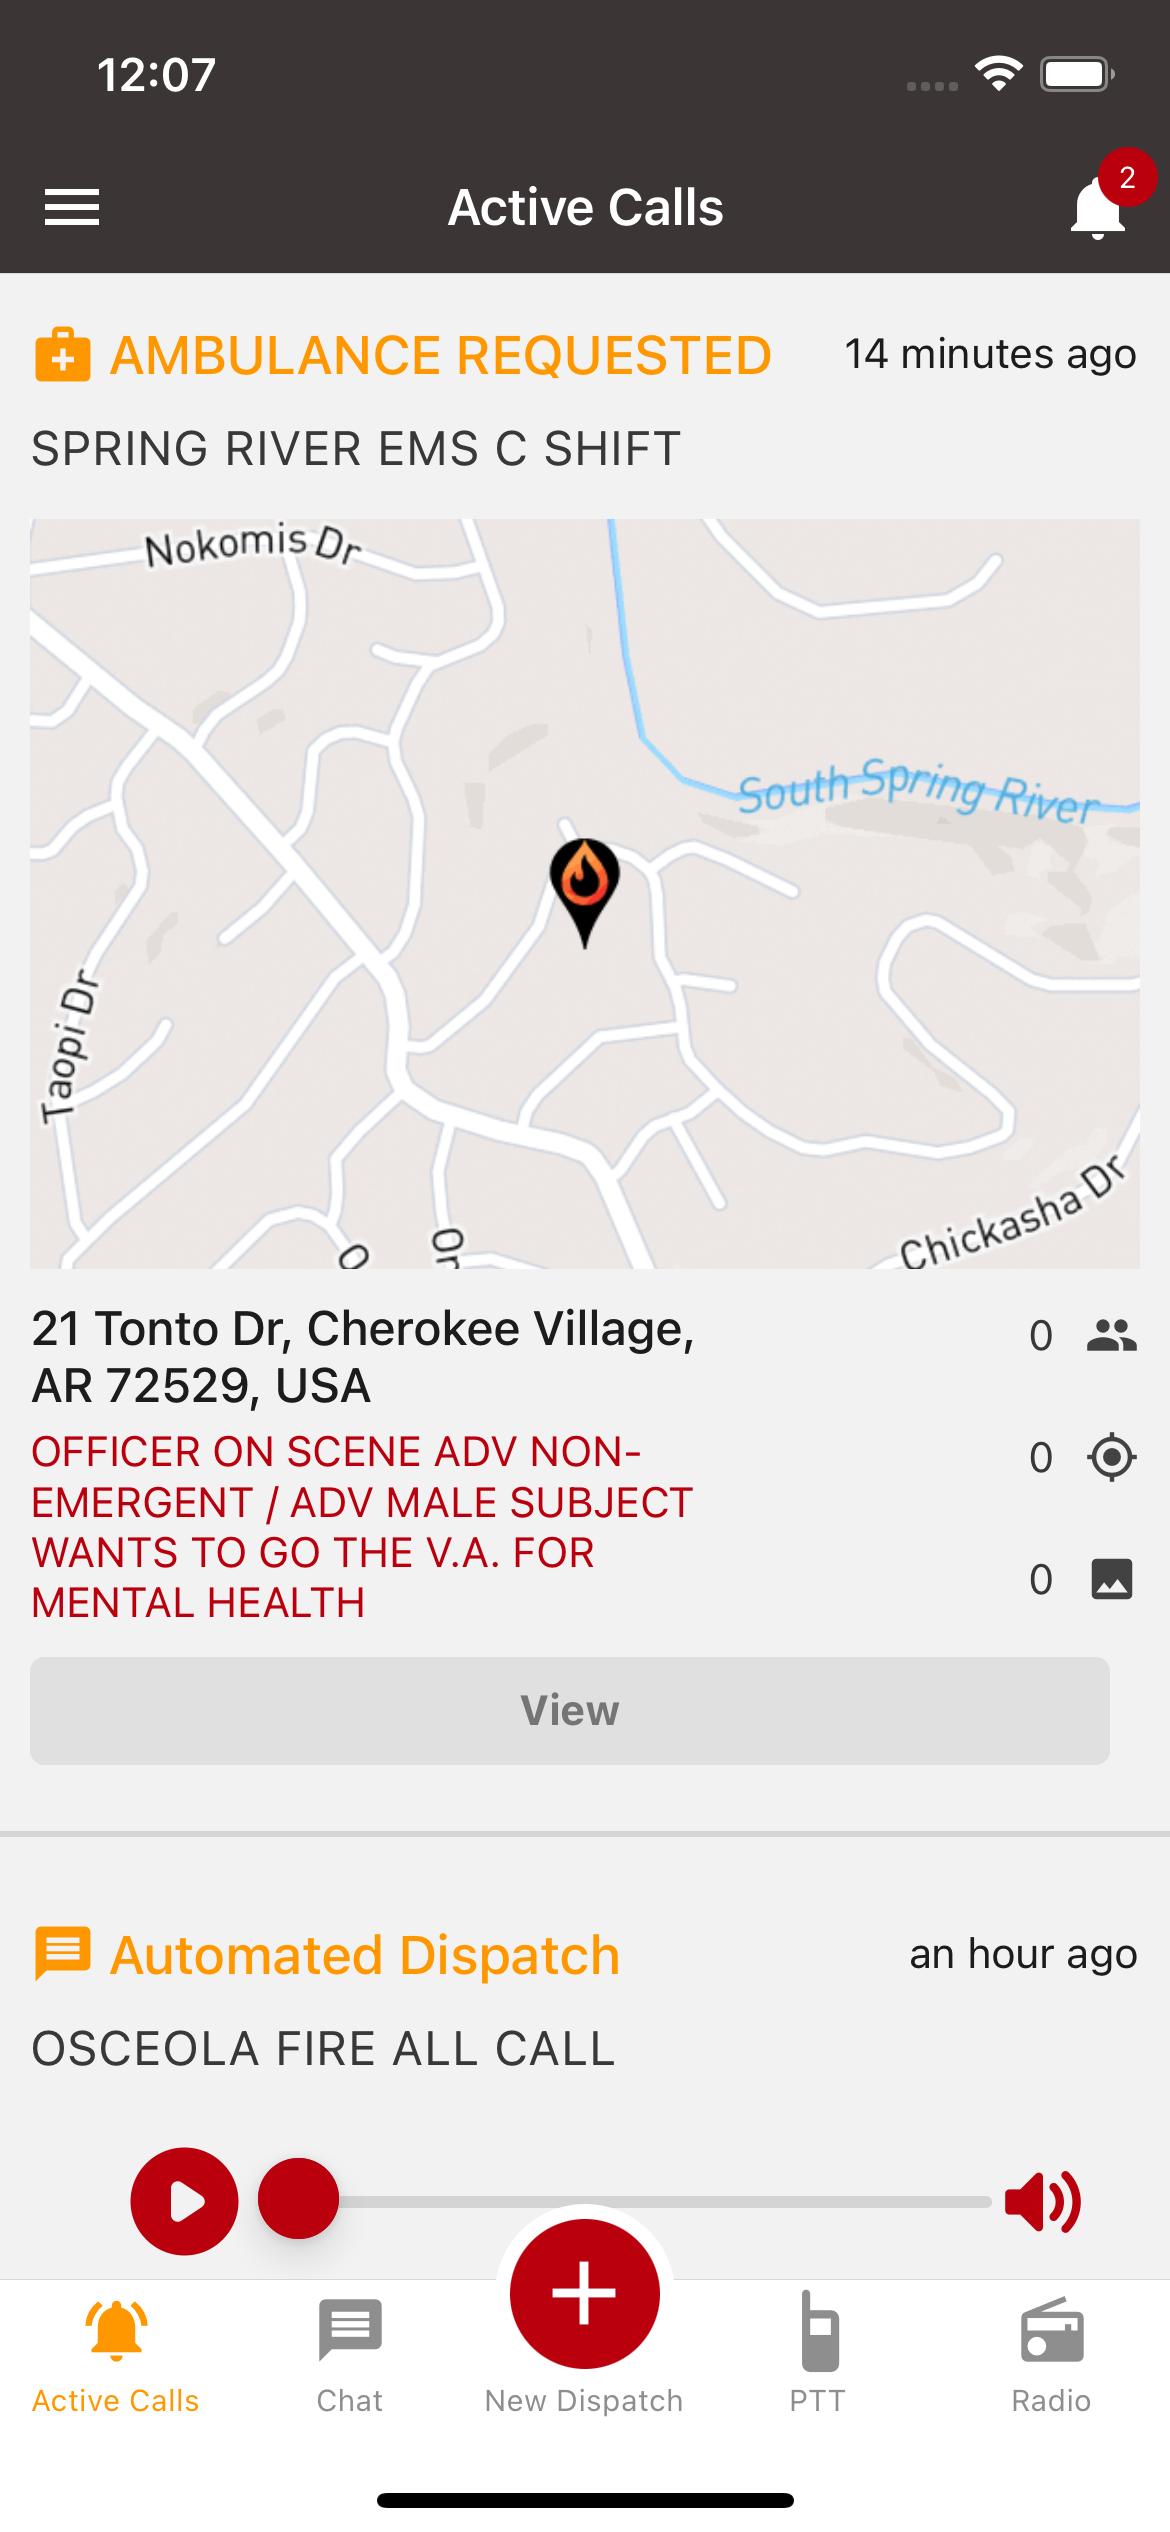 12:07
Active Calls
2
AMBULANCE REQUESTED
14 minutes ago
SPRING RIVER EMS C SHIFT
Nokomis Dr
South Spring River
Taopi Dr
Chickasha Dr
21 Tonto Dr, Cherokee Village,
AR 72529, USA
0
OFFICER ON SCENE ADV NON-
EMERGENT / ADV MALE SUBJECT
WANTS TO GO THE V.A. FOR
MENTAL HEALTH
0
0
View
Automated Dispatch
an hour ago
OSCEOLA FIRE ALL CALL
Active Calls
Chat
New Dispatch
PTT
Radio